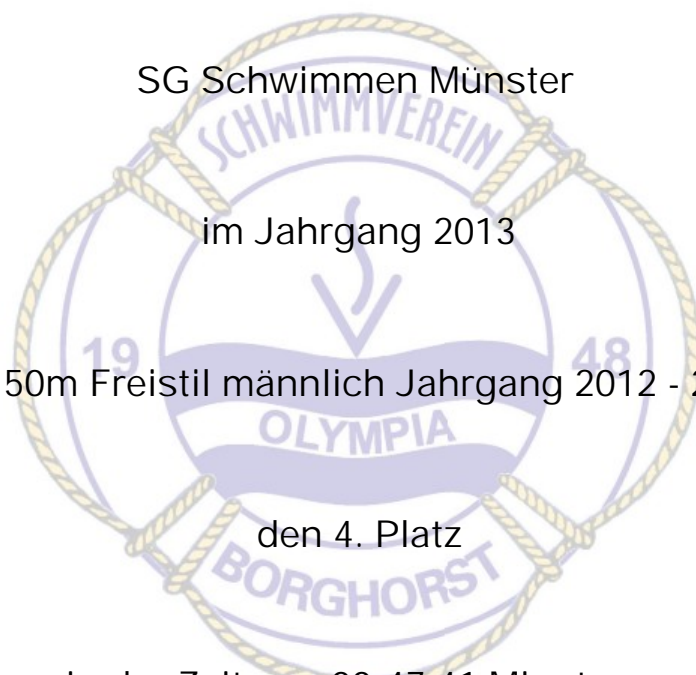 SG Schwimmen Münster
SCHWIMMVEREIN
im Jahrgang 2013
19 48
50m Freistil männlich Jahrgang 2012 -
OLYMPIA
den 4. Platz
BORGHORST